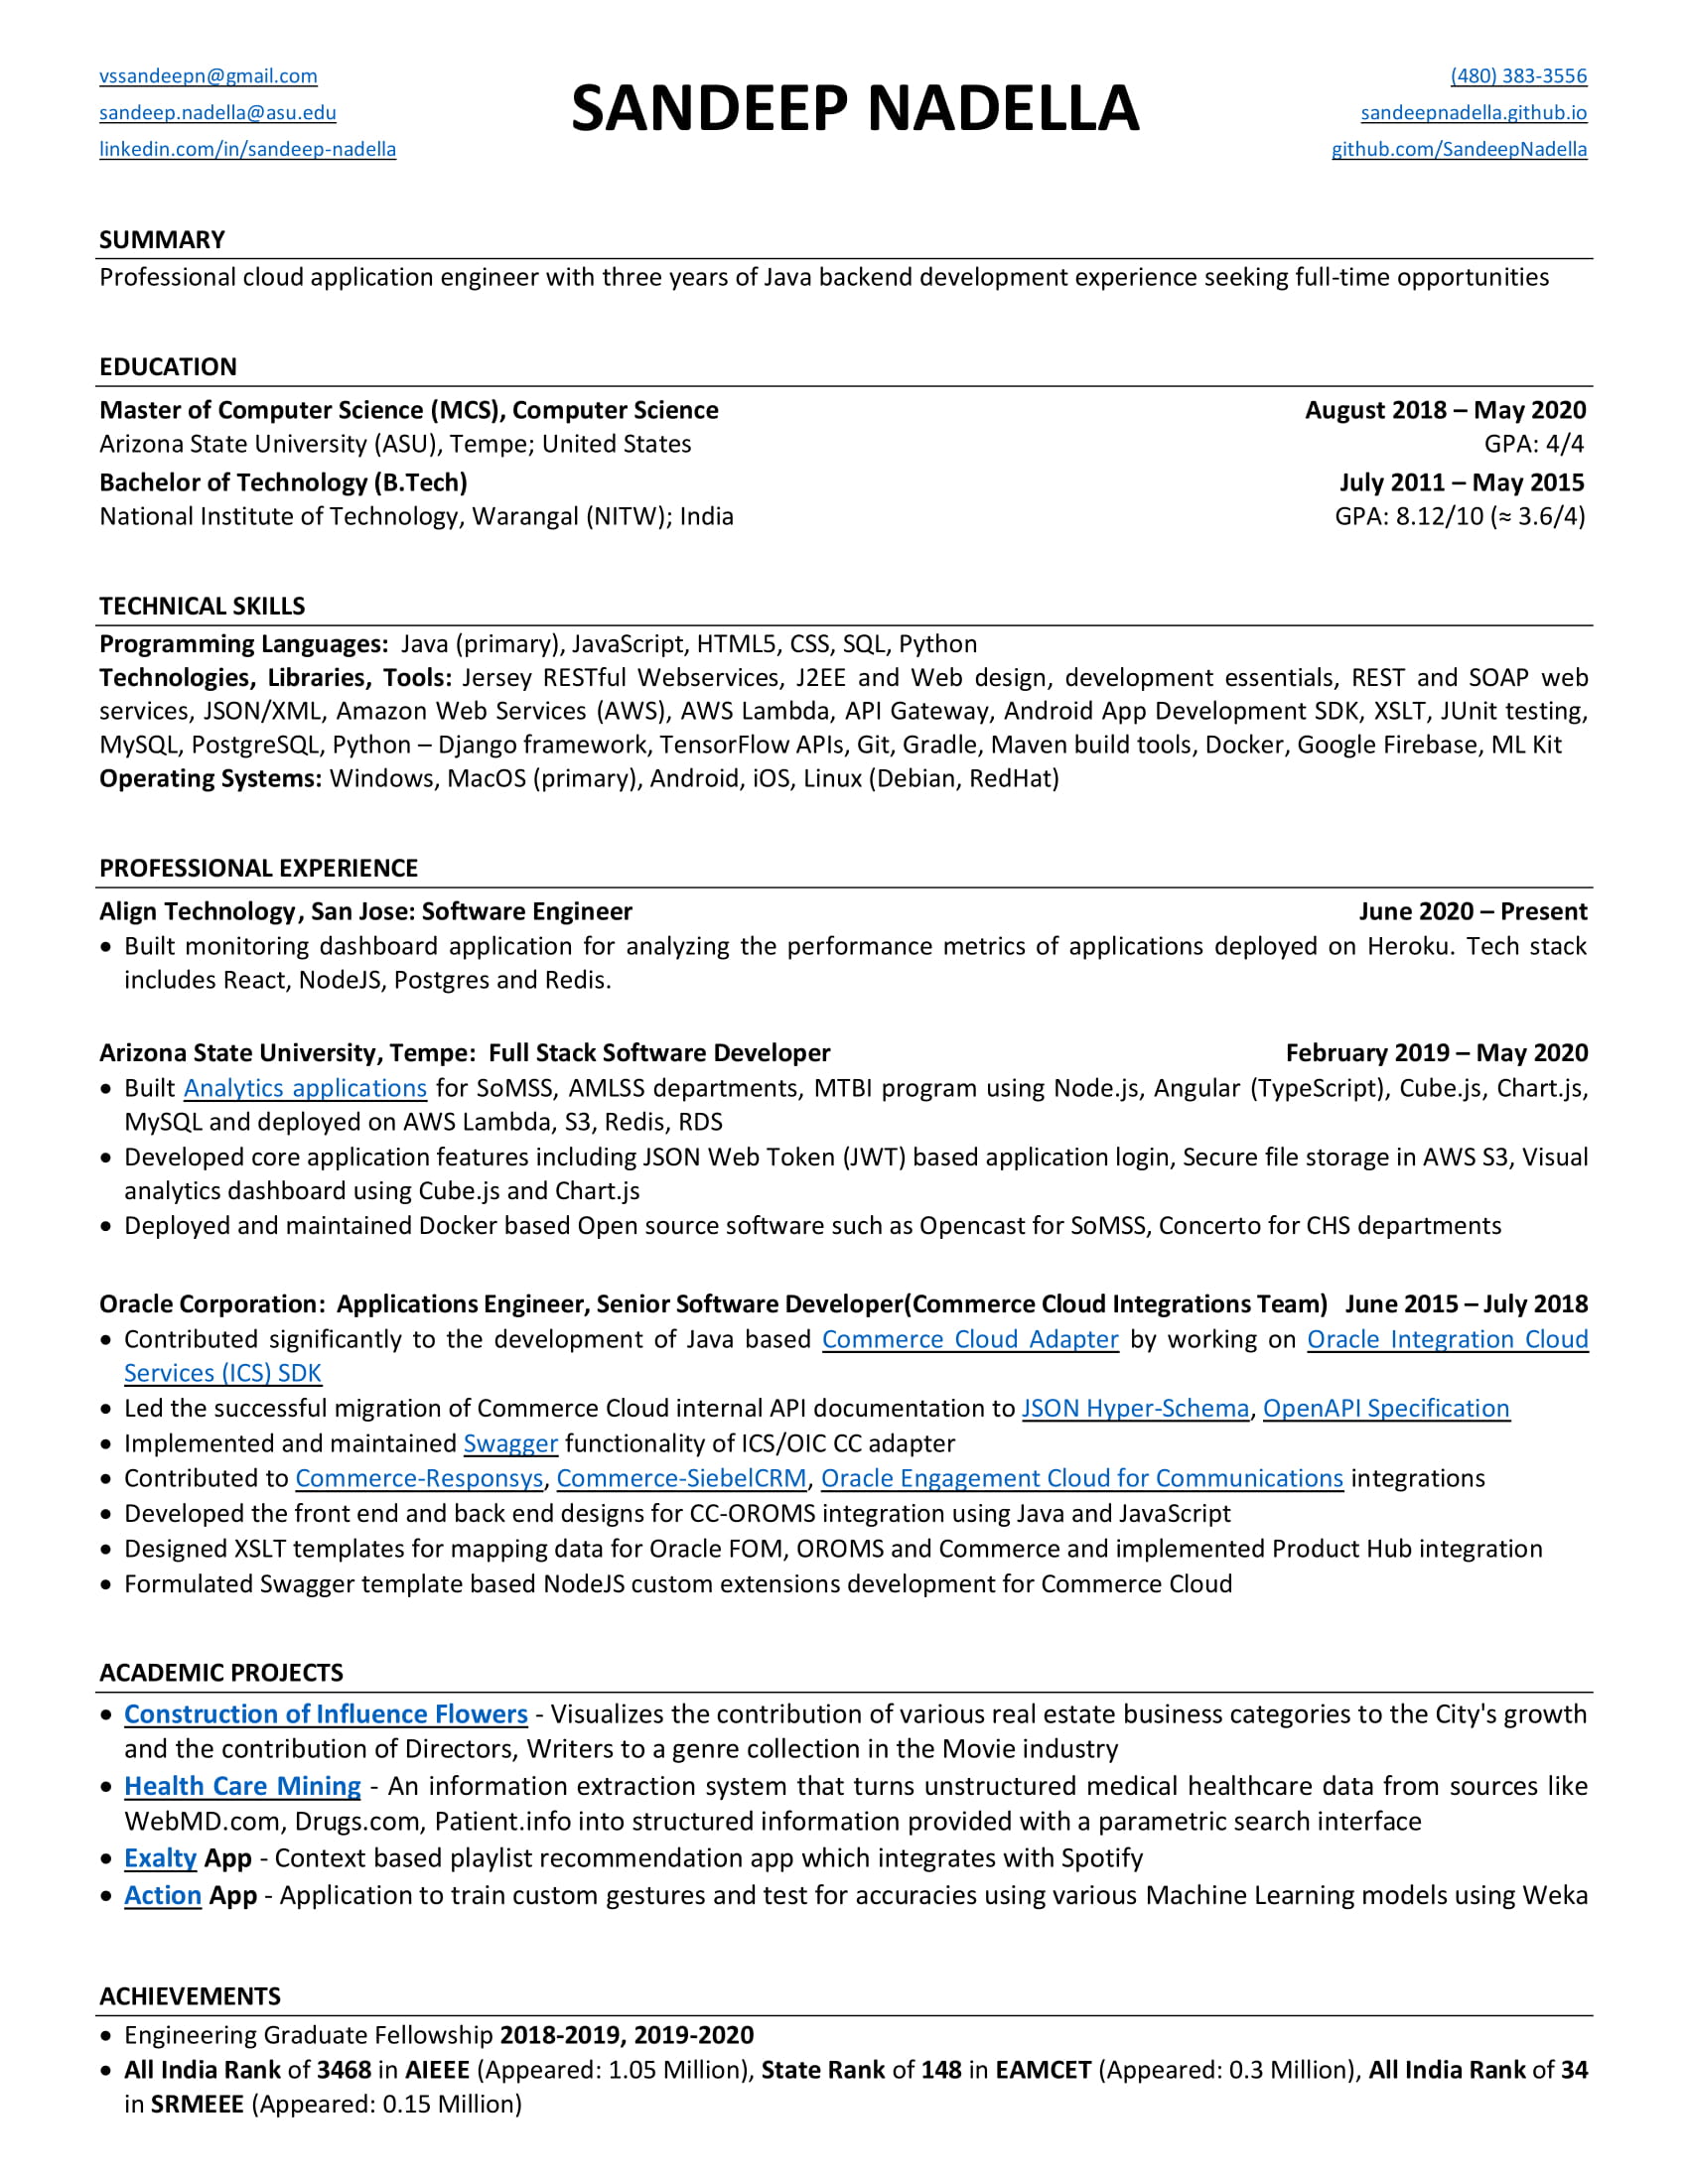 vssandeepn@gmail.com
sandeep.nadella@asu.edu
linkedin.com/in/sandeep-nadella
SANDEEP NADELLA
(480) 383-3556
sandeepnadella.github.io
github.com/SandeepNadella
SUMMARY
Professional cloud application engineer with three years of Java backend development experience seeking full-time opportunities
EDUCATION
Master of Computer Science (MCS), Computer Science August 2018 – May 2020
Arizona State University (ASU), Tempe; United States GPA: 4/4
Bachelor of Technology (B.Tech) July 2011 – May 2015
National Institute of Technology, Warangal (NITW); India GPA: 8.12/10 (≈ 3.6/4)
TECHNICAL SKILLS
Programming Languages: Java (primary), JavaScript, HTML5, CSS, SQL, Python
Technologies, Libraries, Tools: Jersey RESTful Webservices, J2EE and Web design, development essentials, REST and SOAP web
services, JSON/XML, Amazon Web Services (AWS), AWS Lambda, API Gateway, Android App Development SDK, XSLT, JUnit testing,
MySQL, PostgreSQL, Python – Django framework, TensorFlow APIs, Git, Gradle, Maven build tools, Docker, Google Firebase, ML Kit
Operating Systems: Windows, MacOS (primary), Android, iOS, Linux (Debian, RedHat)
PROFESSIONAL EXPERIENCE
Align Technology, San Jose: Software Engineer June 2020 – Present
• Built monitoring dashboard application for analyzing the performance metrics of applications deployed on Heroku. Tech stack
includes React, NodeJS, Postgres and Redis.
Arizona State University, Tempe: Full Stack Software Developer February 2019 – May 2020
• Built Analytics applications for SoMSS, AMLSS departments, MTBI program using Node.js, Angular (TypeScript), Cube.js, Chart.js,
MySQL and deployed on AWS Lambda, S3, Redis, RDS
• Developed core application features including JSON Web Token (JWT) based application login, Secure file storage in AWS S3, Visual
analytics dashboard using Cube.js and Chart.js
• Deployed and maintained Docker based Open source software such as Opencast for SoMSS, Concerto for CHS departments
Oracle Corporation: Applications Engineer, Senior Software Developer(Commerce Cloud Integrations Team) June 2015 – July 2018
• Contributed significantly to the development of Java based Commerce Cloud Adapter by working on Oracle Integration Cloud
Services (ICS) SDK
• Led the successful migration of Commerce Cloud internal API documentation to JSON Hyper-Schema, OpenAPI Specification
• Implemented and maintained Swagger functionality of ICS/OIC CC adapter
• Contributed to Commerce-Responsys, Commerce-SiebelCRM, Oracle Engagement Cloud for Communications integrations
• Developed the front end and back end designs for CC-OROMS integration using Java and JavaScript
• Designed XSLT templates for mapping data for Oracle FOM, OROMS and Commerce and implemented Product Hub integration
• Formulated Swagger template based NodeJS custom extensions development for Commerce Cloud
ACADEMIC PROJECTS
• Construction of Influence Flowers - Visualizes the contribution of various real estate business categories to the City's growth
and the contribution of Directors, Writers to a genre collection in the Movie industry
• Health Care Mining - An information extraction system that turns unstructured medical healthcare data from sources like
WebMD.com, Drugs.com, Patient.info into structured information provided with a parametric search interface
• Exalty App - Context based playlist recommendation app which integrates with Spotify
• Action App - Application to train custom gestures and test for accuracies using various Machine Learning models using Weka
ACHIEVEMENTS
• Engineering Graduate Fellowship 2018-2019, 2019-2020
• All India Rank of 3468 in AIEEE (Appeared: 1.05 Million), State Rank of 148 in EAMCET (Appeared: 0.3 Million), All India Rank of 34
in SRMEEE (Appeared: 0.15 Million)